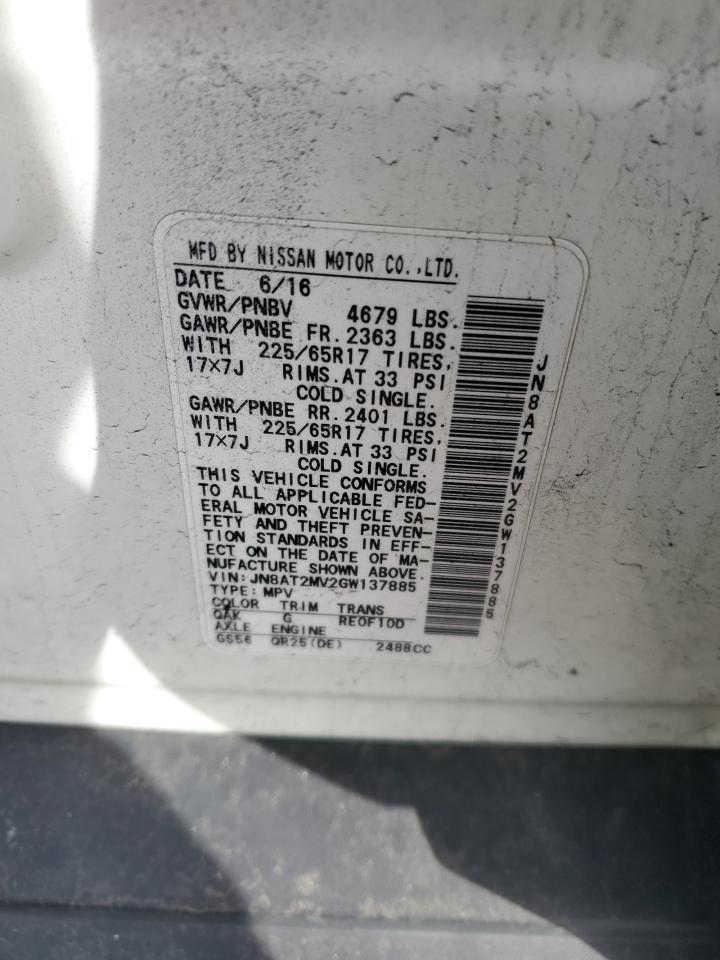 MFD BY NISSAN MOTOR CO.,LTD.
DATE 6/16
GVWR/PNBV 4679 LBS.
GAWR/PNBE FR. 2363 LBS.
WITH 225/65R17 TIRES,
17×7J RIMS.AT 33 PSI
COLD SINGLE.
GAWR/PNBE RR. 2401 LBS.
WITH 225/65R17 TIRES,
17×7J RIMS.AT 33 PSI
COLD SINGLE.
THIS VEHICLE CONFORMS
TO ALL APPLICABLE FED-
ERAL MOTOR VEHICLE SA-
FETY AND THEFT PREVEN-
TION STANDARDS IN EFF-
ECT ON THE DATE OF MA-
NUFACTURE SHOWN ABOVE.
VIN: JN8AT2MV2GW137885
TYPE: MPV
COLOR TRIM TRANS
QAK G RE0F10D
AXLE ENGINE
GS56 QR25(DE) 2488CC
JN8AT2MV2GW137885